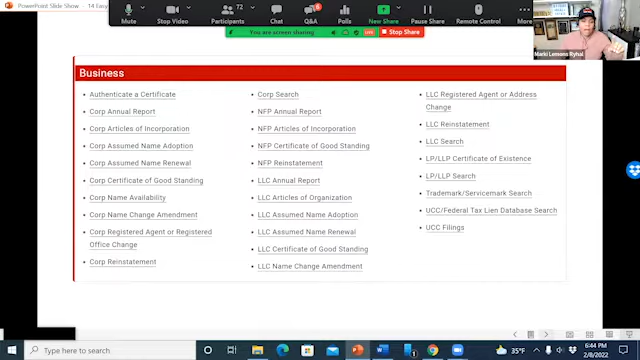 PowerPoint Slide Show - 14 Easy
Mute
Stop Video
72
Participants
Chat
6
Q&A
Polls
New Share
Pause Share
Remote Control
More
You are screen sharing
LIVE
Stop Share
Marki Lemons Ryhal
Business
Authenticate a Certificate
Corp Annual Report
Corp Articles of Incorporation
Corp Assumed Name Adoption
Corp Assumed Name Renewal
Corp Certificate of Good Standing
Corp Name Availability
Corp Name Change Amendment
Corp Registered Agent or Registered
Office Change
Corp Reinstatement
Corp Search
NFP Annual Report
NFP Articles of Incorporation
NFP Certificate of Good Standing
NFP Reinstatement
LLC Annual Report
LLC Articles of Organization
LLC Assumed Name Adoption
LLC Assumed Name Renewal
LLC Certificate of Good Standing
LLC Name Change Amendment
LLC Registered Agent or Address
Change
LLC Reinstatement
LLC Search
LP/LLP Certificate of Existence
LP/LLP Search
Trademark/Servicemark Search
UCC/Federal Tax Lien Database Search
UCC Filings
Type here to search
35°F
6:44 PM
2/8/2022